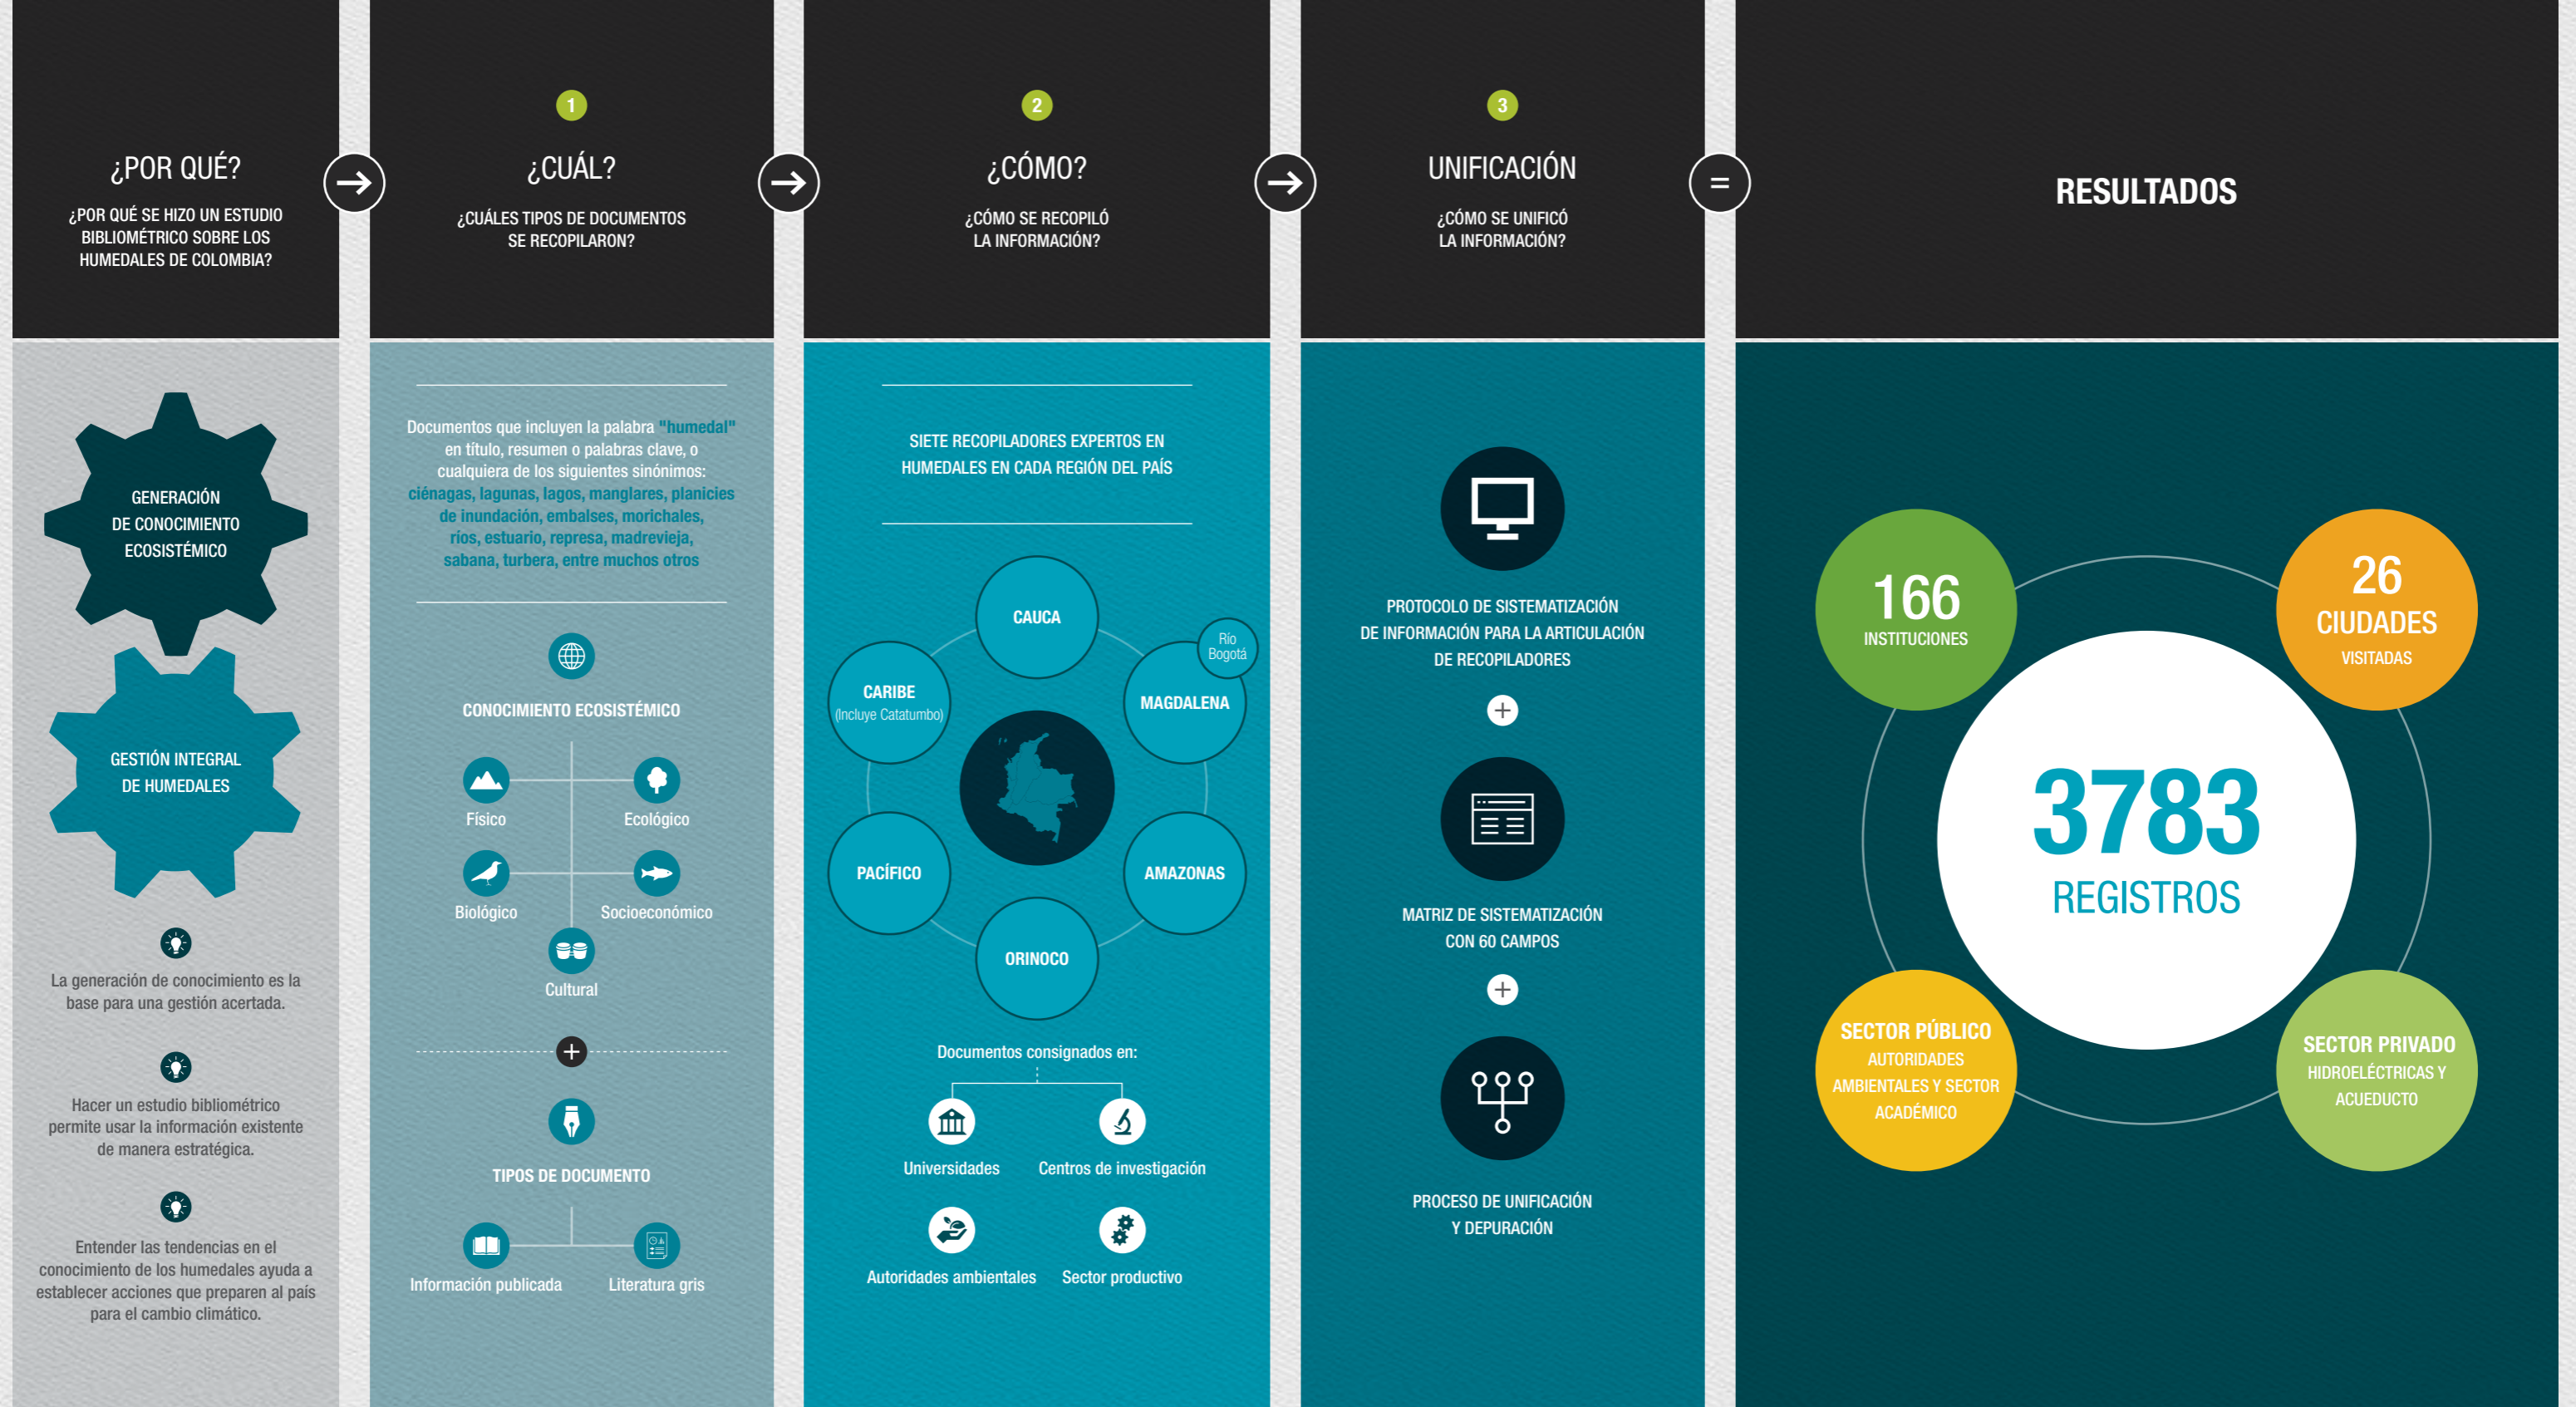 ¿POR QUÉ?
¿POR QUÉ SE HIZO UN ESTUDIO
BIBLIOMÉTRICO SOBRE LOS
HUMEDALES DE COLOMBIA?
GENERACIÓN
DE CONOCIMIENTO
ECOSISTÉMICO
GESTIÓN INTEGRAL
DE HUMEDALES
La generación de conocimiento es la
base para una gestión acertada.
Hacer un estudio bibliométrico
permite usar la información existente
de manera estratégica.
Entender las tendencias en el
conocimiento de los humedales ayuda a
establecer acciones que preparen al país
para el cambio climático.
1
¿CUÁL?
¿CUÁLES TIPOS DE DOCUMENTOS
SE RECOPILARON?
Documentos que incluyen la palabra "humedal"
en título, resumen o palabras clave, o
cualquiera de los siguientes sinónimos:
ciénagas, lagunas, lagos, manglares, planicies
de inundación, embalses, morichales,
ríos, estuario, represa, madrevieja,
sabana, turbera, entre muchos otros
CONOCIMIENTO ECOSISTÉMICO
Físico
Ecológico
Biológico
Socioeconómico
Cultural
+
TIPOS DE DOCUMENTO
Información publicada
Literatura gris
2
¿CÓMO?
¿CÓMO SE RECOPILÓ
LA INFORMACIÓN?
SIETE RECOPILADORES EXPERTOS EN
HUMEDALES EN CADA REGIÓN DEL PAÍS
CAUCA
Río
Bogotá
MAGDALENA
CARIBE
(Incluye Catatumbo)
PACÍFICO
AMAZONAS
ORINOCO
Documentos consignados en:
Universidades
Centros de investigación
Autoridades ambientales
Sector productivo
3
UNIFICACIÓN
¿CÓMO SE UNIFICÓ
LA INFORMACIÓN?
PROTOCOLO DE SISTEMATIZACIÓN
DE INFORMACIÓN PARA LA ARTICULACIÓN
DE RECOPILADORES
+
MATRIZ DE SISTEMATIZACIÓN
CON 60 CAMPOS
+
PROCESO DE UNIFICACIÓN
Y DEPURACIÓN
=
RESULTADOS
166
INSTITUCIONES
26
CIUDADES
VISITADAS
3783
REGISTROS
SECTOR PÚBLICO
AUTORIDADES
AMBIENTALES Y SECTOR
ACADÉMICO
SECTOR PRIVADO
HIDROELÉCTRICAS Y
ACUEDUCTO